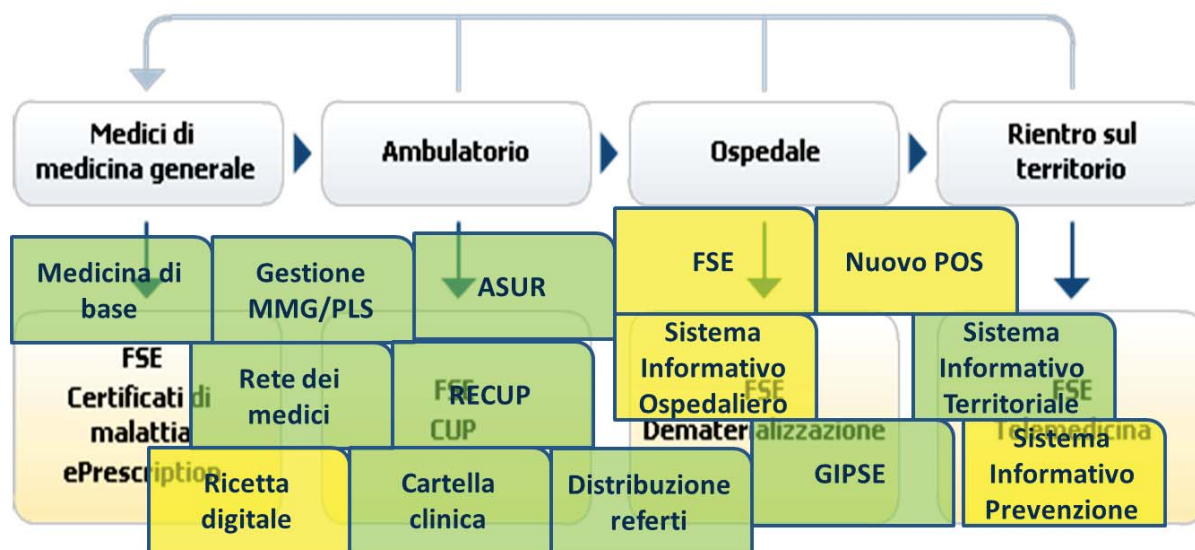 Medici di
medicina generale
Ambulatorio
Ospedale
Rientro sul
territorio
Medicina di
base
Gestione
MMG/PLS
ASUR
FSE
Nuovo POS
FSE
Certificati di
malattia
ePrescription
Rete dei
medici
FSE
CUP
RECUP
Sistema
Informativo
Ospedaliero
FSE
Dematerializzazione
Sistema
Informativo
Territoriale
FSE
Telemedicina
Ricetta
digitale
Cartella
clinica
Distribuzione
referti
GIPSE
Sistema
Informativo
Prevenzione